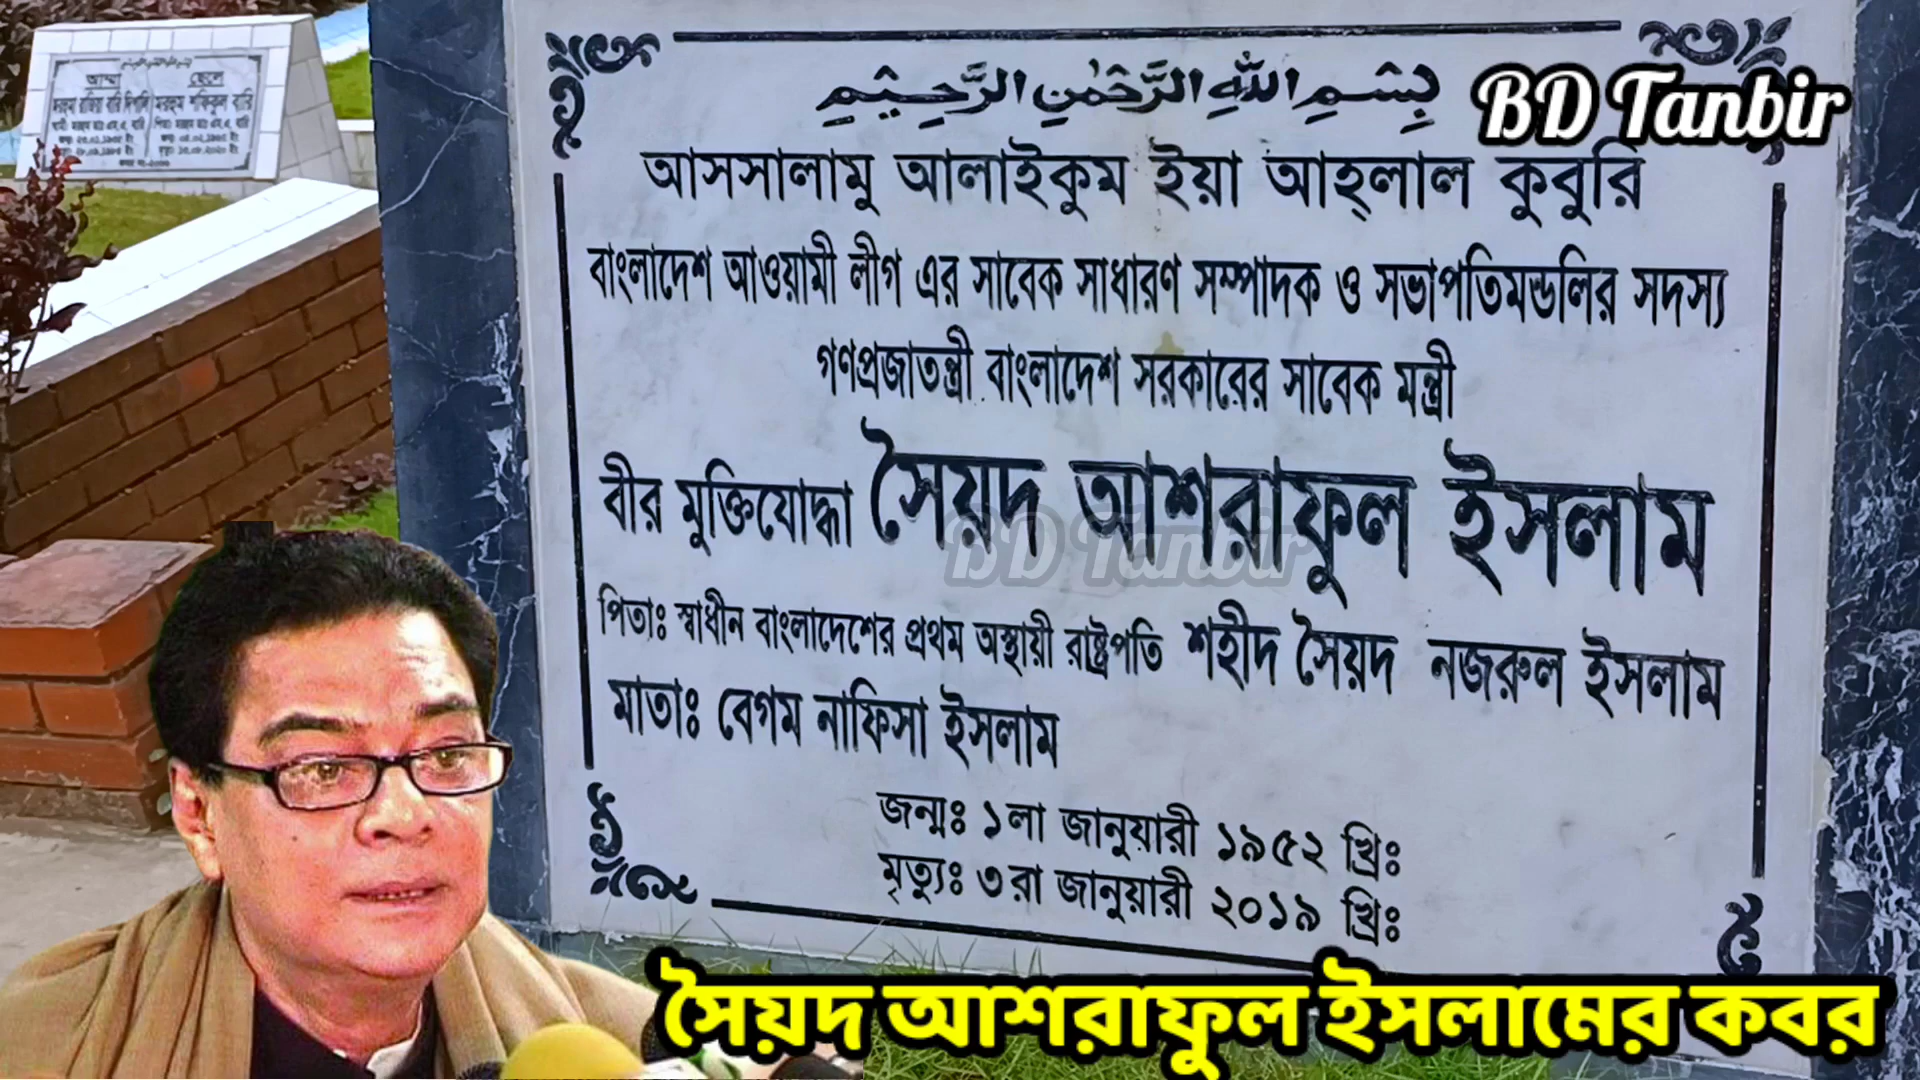 আম্মা ছেলে
BD Tanbir
بِسْمِ اللهِ الرَّحْمٰنِ الرَّحِيْمِ
আসসালামু আলাইকুম ইয়া আহ্‌লাল কুবুরি
বাংলাদেশ আওয়ামী লীগ এর সাবেক সাধারণ সম্পাদক ও সভাপতিমন্ডলির সদস্য
গণপ্রজাতন্ত্রী বাংলাদেশ সরকারের সাবেক মন্ত্রী
বীর মুক্তিযোদ্ধা সৈয়দ আশরাফুল ইসলাম
BD Tanbir
পিতাঃ স্বাধীন বাংলাদেশের প্রথম অস্থায়ী রাষ্ট্রপতি শহীদ সৈয়দ নজরুল ইসলাম
মাতাঃ বেগম নাফিসা ইসলাম
জন্মঃ ১লা জানুয়ারী ১৯৫২ খ্রিঃ
মৃত্যুঃ ৩রা জানুয়ারী ২০১৯ খ্রিঃ
সৈয়দ আশরাফুল ইসলামের কবর